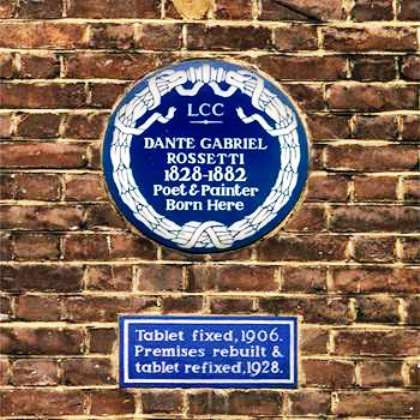 LCC
DANTE GABRIEL
ROSSETTI
1828-1882
Poet & Painter
Born Here
Tablet fixed, 1906.
Premises rebuilt &
tablet refixed, 1928.